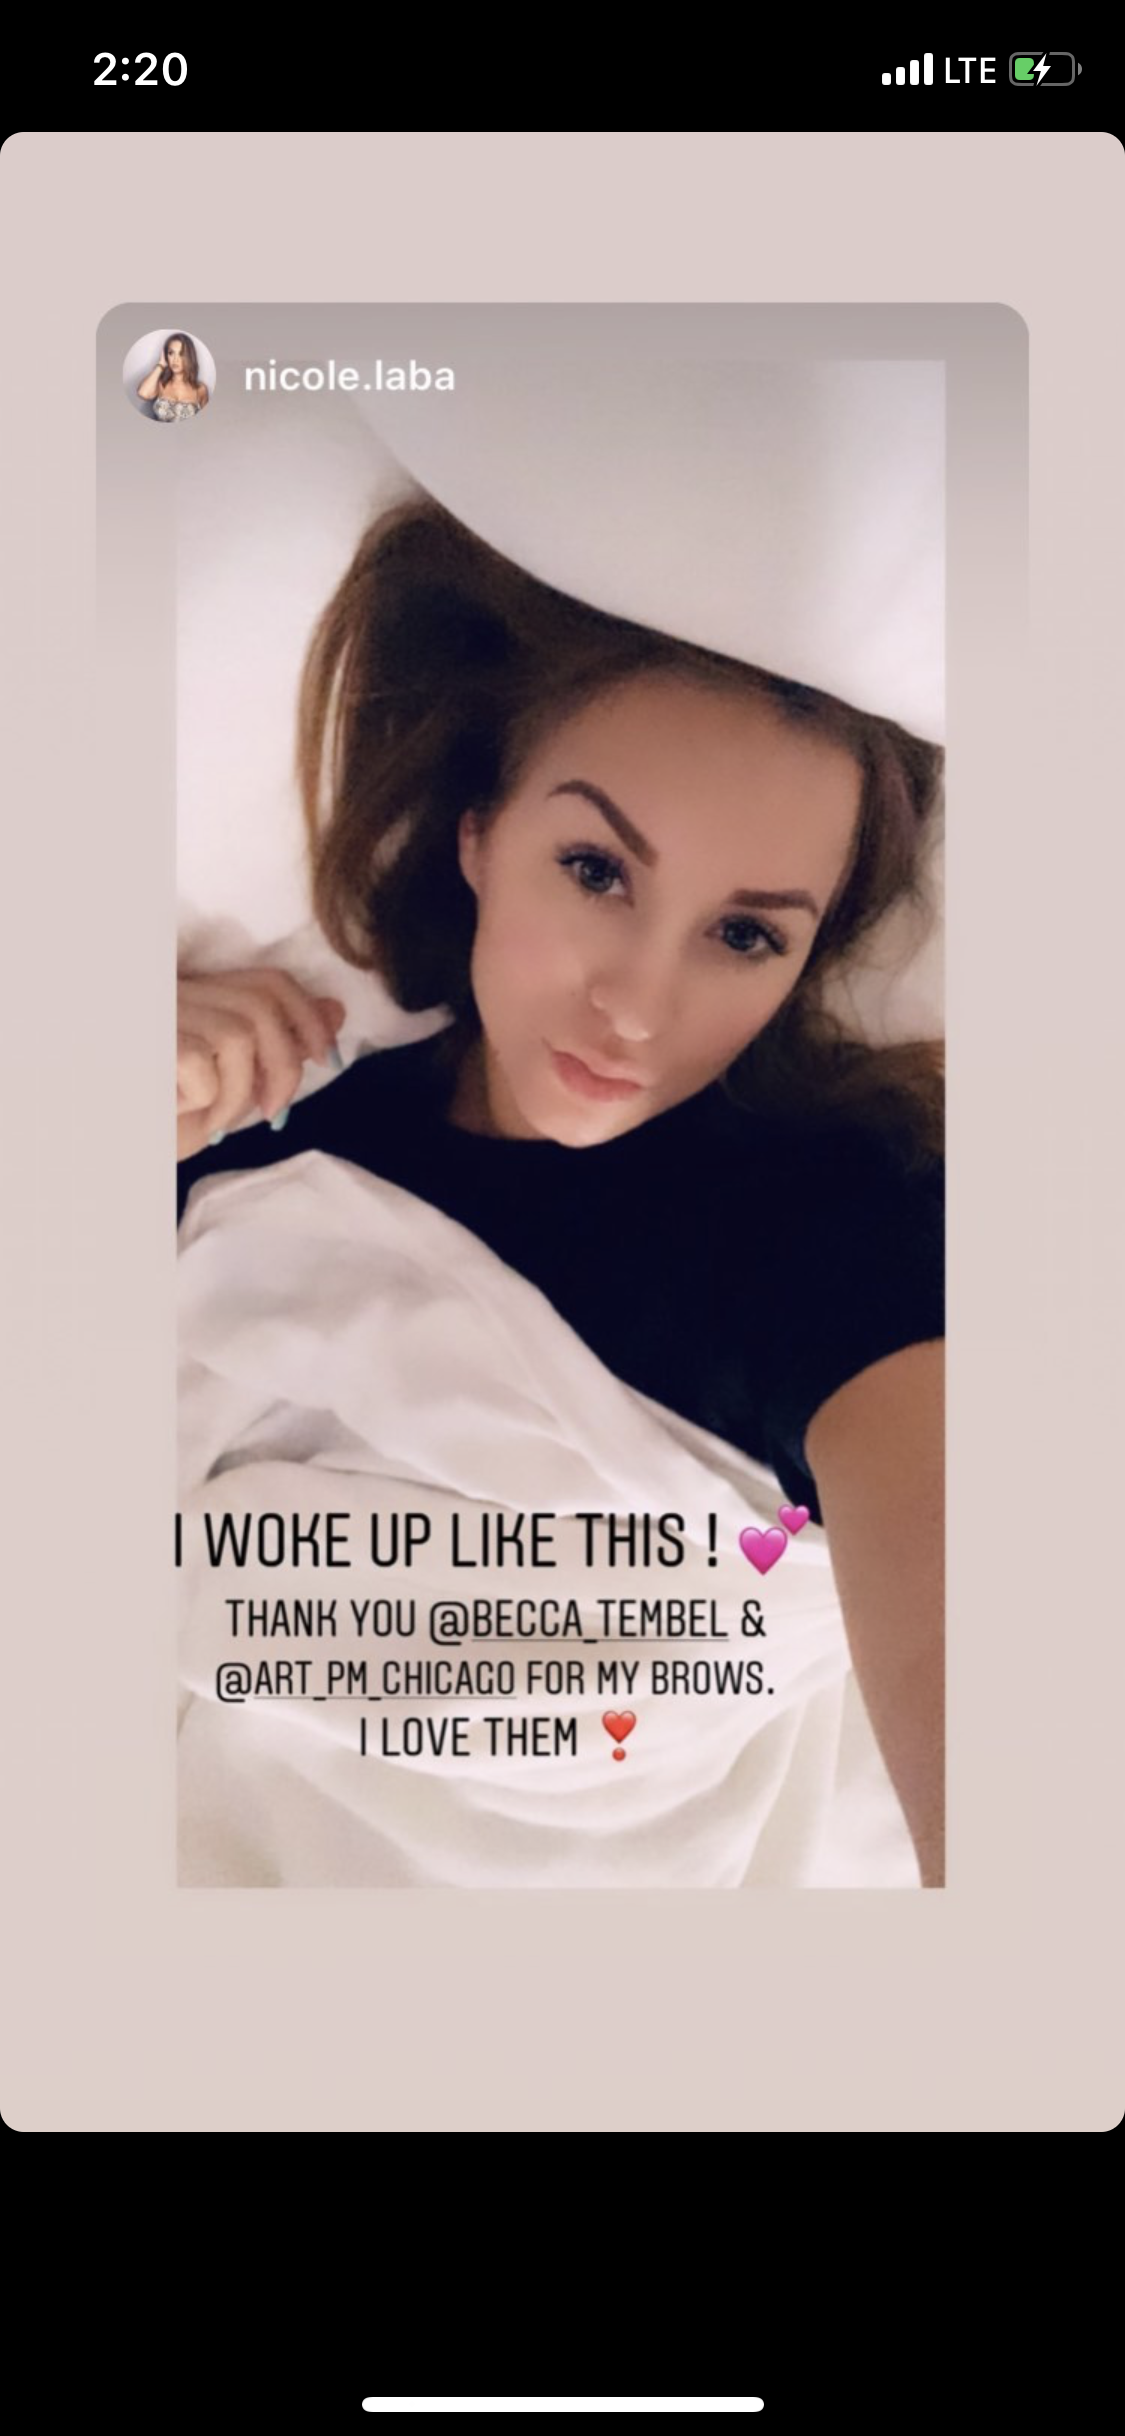 2:20 LTE
nicole.laba
I WOKE UP LIKE THIS ! 💕
THANK YOU @BECCA_TEMBEL &
@ART_PM_CHICAGO FOR MY BROWS.
I LOVE THEM ❣️